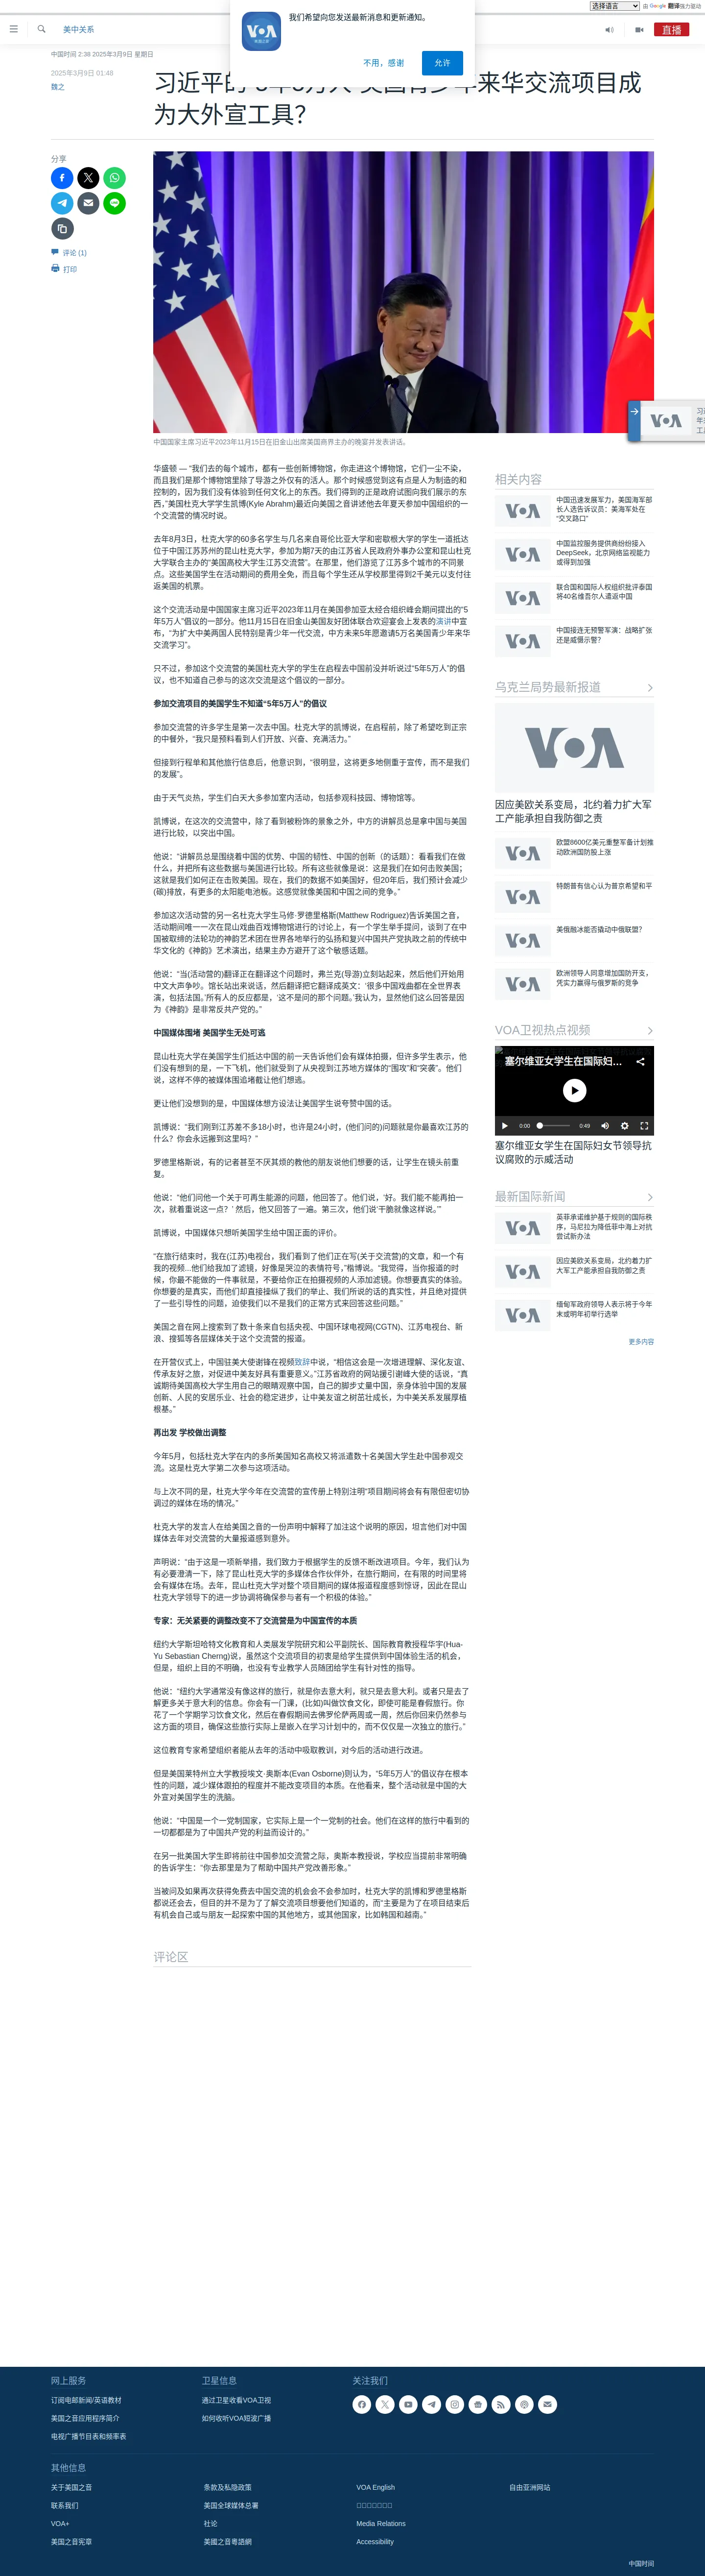 选择语言 由 Google 翻译强力驱动
VOA
美国之音
我们希望向您发送最新消息和更新通知。
不用，感谢
允许
美中关系
直播
中国时间 2:38 2025年3月9日 星期日
2025年3月9日 01:48
魏之
习近平的“5年5万人”美国青少年来华交流项目成
为大外宣工具？
分享
评论 (1)
打印
中国国家主席习近平2023年11月15日在旧金山出席美国商界主办的晚宴并发表讲话。
华盛顿 — “我们去的每个城市，都有一些创新博物馆，你走进这个博物馆，它们一尘不染，
而且我们是那个博物馆里除了导游之外仅有的活人。那个时候感觉到这有点是人为制造的和
控制的，因为我们没有体验到任何文化上的东西。我们得到的正是政府试图向我们展示的东
西，”美国杜克大学学生凯博(Kyle Abrahm)最近向美国之音讲述他去年夏天参加中国组织的一
个交流营的情况时说。
去年8月3日，杜克大学的60多名学生与几名来自哥伦比亚大学和密歇根大学的学生一道抵达
位于中国江苏苏州的昆山杜克大学，参加为期7天的由江苏省人民政府外事办公室和昆山杜克
大学联合主办的“美国高校大学生江苏交流营”。在那里，他们游览了江苏多个城市的不同景
点。这些美国学生在活动期间的费用全免，而且每个学生还从学校那里得到2千美元以支付往
返美国的机票。
这个交流活动是中国国家主席习近平2023年11月在美国参加亚太经合组织峰会期间提出的“5
年5万人”倡议的一部分。他11月15日在旧金山美国友好团体联合欢迎宴会上发表的演讲中宣
布，“为扩大中美两国人民特别是青少年一代交流，中方未来5年愿邀请5万名美国青少年来华
交流学习”。
只不过，参加这个交流营的美国杜克大学的学生在启程去中国前没并听说过“5年5万人”的倡
议，也不知道自己参与的这次交流是这个倡议的一部分。
参加交流项目的美国学生不知道“5年5万人”的倡议
参加交流营的许多学生是第一次去中国。杜克大学的凯博说，在启程前，除了希望吃到正宗
的中餐外，“我只是预料看到人们开放、兴奋、充满活力。”
但接到行程单和其他旅行信息后，他意识到，“很明显，这将更多地侧重于宣传，而不是我们
的发展”。
由于天气炎热，学生们白天大多参加室内活动，包括参观科技园、博物馆等。
凯博说，在这次的交流营中，除了看到被粉饰的景象之外，中方的讲解员总是拿中国与美国
进行比较，以突出中国。
他说：“讲解员总是围绕着中国的优势、中国的韧性、中国的创新（的话题）：看看我们在做
什么，并把所有这些数据与美国进行比较。所有这些就像是说：这是我们在如何击败美国；
这就是我们如何正在击败美国。现在，我们的数据不如美国好，但20年后，我们预计会减少
(碳)排放，有更多的太阳能电池板。这感觉就像美国和中国之间的竞争。”
参加这次活动营的另一名杜克大学生马修·罗德里格斯(Matthew Rodriguez)告诉美国之音，
活动期间唯一一次在昆山戏曲百戏博物馆进行的讨论上，有一个学生举手提问，谈到了在中
国被取缔的法轮功的神韵艺术团在世界各地举行的弘扬和复兴中国共产党执政之前的传统中
华文化的《神韵》艺术演出，结果主办方避开了这个敏感话题。
他说：“当(活动营的)翻译正在翻译这个问题时，弗兰克(导游)立刻站起来，然后他们开始用
中文大声争吵。馆长站出来说话，然后翻译把它翻译成英文：‘很多中国戏曲都在全世界表
演，包括法国。’所有人的反应都是，‘这不是问的那个问题。’我认为，显然他们这么回答是因
为《神韵》是非常反共产党的。”
中国媒体围堵 美国学生无处可逃
昆山杜克大学在美国学生们抵达中国的前一天告诉他们会有媒体拍摄，但许多学生表示，他
们没有想到的是，一下飞机，他们就受到了从央视到江苏地方媒体的“围攻”和“突袭”。他们
说，这样不停的被媒体围追堵截让他们想逃。
更让他们没想到的是，中国媒体想方设法让美国学生说夸赞中国的话。
凯博说：“我们刚到江苏差不多18小时，也许是24小时，(他们问的)问题就是你最喜欢江苏的
什么？你会永远搬到这里吗？”
罗德里格斯说，有的记者甚至不厌其烦的教他的朋友说他们想要的话，让学生在镜头前重
复。
他说：“他们问他一个关于可再生能源的问题，他回答了。他们说，‘好。我们能不能再拍一
次，就着重说这一点？’ 然后，他又回答了一遍。第三次，他们说‘干脆就像这样说。’”
凯博说，中国媒体只想听美国学生给中国正面的评价。
“在旅行结束时，我在(江苏)电视台，我们看到了他们正在写(关于交流营)的文章，和一个有
我的视频...他们给我加了滤镜，好像是哭泣的表情符号，”楷博说。“我觉得，当你报道的时
候，你最不能做的一件事就是，不要给你正在拍摄视频的人添加滤镜。你想要真实的体验。
你想要的是真实，而他们却直接操纵了我们的举止、我们所说的话的真实性，并且绝对提供
了一些引导性的问题，迫使我们以不是我们的正常方式来回答这些问题。”
美国之音在网上搜索到了数十条来自包括央视、中国环球电视网(CGTN)、江苏电视台、新
浪、搜狐等各层媒体关于这个交流营的报道。
在开营仪式上，中国驻美大使谢锋在视频致辞中说，“相信这会是一次增进理解、深化友谊、
传承友好之旅，对促进中美友好具有重要意义。”江苏省政府的网站援引谢峰大使的话说，“真
诚期待美国高校大学生用自己的眼睛观察中国，自己的脚步丈量中国，亲身体验中国的发展
创新、人民的安居乐业、社会的稳定进步，让中美友谊之树茁壮成长，为中美关系发展厚植
根基。”
再出发 学校做出调整
今年5月，包括杜克大学在内的多所美国知名高校又将派遣数十名美国大学生赴中国参观交
流。这是杜克大学第二次参与这项活动。
与上次不同的是，杜克大学今年在交流营的宣传册上特别注明“项目期间将会有有限但密切协
调过的媒体在场的情况。”
杜克大学的发言人在给美国之音的一份声明中解释了加注这个说明的原因，坦言他们对中国
媒体去年对交流营的大量报道感到意外。
声明说：“由于这是一项新举措，我们致力于根据学生的反馈不断改进项目。今年，我们认为
有必要澄清一下，除了昆山杜克大学的多媒体合作伙伴外，在旅行期间，在有限的时间里将
会有媒体在场。去年，昆山杜克大学对整个项目期间的媒体报道程度感到惊讶，因此在昆山
杜克大学领导下的进一步协调将确保参与者有一个积极的体验。”
专家：无关紧要的调整改变不了交流营是为中国宣传的本质
纽约大学斯坦哈特文化教育和人类展发学院研究和公平副院长、国际教育教授程华宇(Hua-
Yu Sebastian Cherng)说，虽然这个交流项目的初衷是给学生提供到中国体验生活的机会，
但是，组织上目的不明确，也没有专业教学人员随团给学生有针对性的指导。
他说：“纽约大学通常没有像这样的旅行，就是你去意大利，就只是去意大利。或者只是去了
解更多关于意大利的信息。你会有一门课，(比如)叫做饮食文化，即使可能是春假旅行。你
花了一个学期学习饮食文化，然后在春假期间去佛罗伦萨两周或一周，然后你回来仍然参与
这方面的项目，确保这些旅行实际上是嵌入在学习计划中的，而不仅仅是一次独立的旅行。”
这位教育专家希望组织者能从去年的活动中吸取教训，对今后的活动进行改进。
但是美国莱特州立大学教授埃文·奥斯本(Evan Osborne)则认为，“5年5万人”的倡议存在根本
性的问题，减少媒体跟拍的程度并不能改变项目的本质。在他看来，整个活动就是中国的大
外宣对美国学生的洗脑。
他说：“中国是一个一党制国家，它实际上是一个一党制的社会。他们在这样的旅行中看到的
一切都都是为了中国共产党的利益而设计的。”
在另一批美国大学生即将前往中国参加交流营之际，奥斯本教授说，学校应当提前非常明确
的告诉学生：“你去那里是为了帮助中国共产党改善形象。”
当被问及如果再次获得免费去中国交流的机会会不会参加时，杜克大学的凯博和罗德里格斯
都说还会去，但目的并不是为了了解交流项目想要他们知道的，而“主要是为了在项目结束后
有机会自己或与朋友一起探索中国的其他地方，或其他国家，比如韩国和越南。”
评论区
相关内容
中国迅速发展军力，美国海军部
长人选告诉议员：美海军处在
“交叉路口”
中国监控服务提供商纷纷接入
DeepSeek，北京网络监视能力
或得到加强
联合国和国际人权组织批评泰国
将40名维吾尔人遣返中国
中国接连无预警军演：战略扩张
还是威慑示警?
乌克兰局势最新报道
VOA
因应美欧关系变局，北约着力扩大军
工产能承担自我防御之责
欧盟8600亿美元重整军备计划推
动欧洲国防股上涨
特朗普有信心认为普京希望和平
美俄融冰能否撬动中俄联盟？
欧洲领导人同意增加国防开支，
凭实力赢得与俄罗斯的竞争
VOA卫视热点视频
塞尔维亚女学生在国际妇...
0:00
0:49
塞尔维亚女学生在国际妇女节领导抗
议腐败的示威活动
最新国际新闻
英菲承诺维护基于规则的国际秩
序，马尼拉为降低菲中海上对抗
尝试新办法
因应美欧关系变局，北约着力扩
大军工产能承担自我防御之责
缅甸军政府领导人表示将于今年
末或明年初举行选举
更多内容
网上服务
订阅电邮新闻/英语教材
美国之音应用程序简介
电视广播节目表和频率表
卫星信息
通过卫星收看VOA卫视
如何收听VOA短波广播
关注我们
其他信息
关于美国之音
条款及私隐政策
VOA English
自由亚洲网站
联系我们
美国全球媒体总署
VOA+
社论
Media Relations
美国之音宪章
美國之音粵語網
Accessibility
中国时间